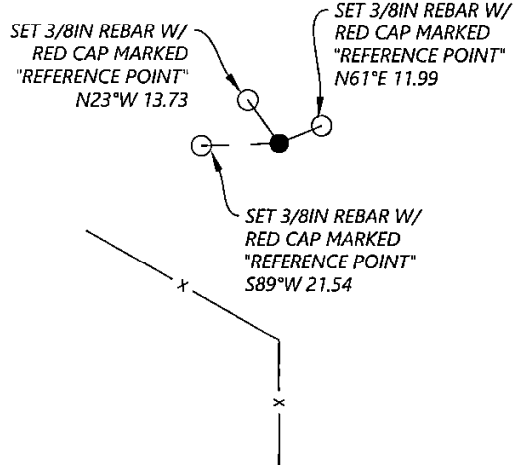 SET 3/8IN REBAR W/
RED CAP MARKED
"REFERENCE POINT"
N23°W 13.73
SET 3/8IN REBAR W/
RED CAP MARKED
"REFERENCE POINT"
N61°E 11.99
SET 3/8IN REBAR W/
RED CAP MARKED
"REFERENCE POINT"
S89°W 21.54
X
X